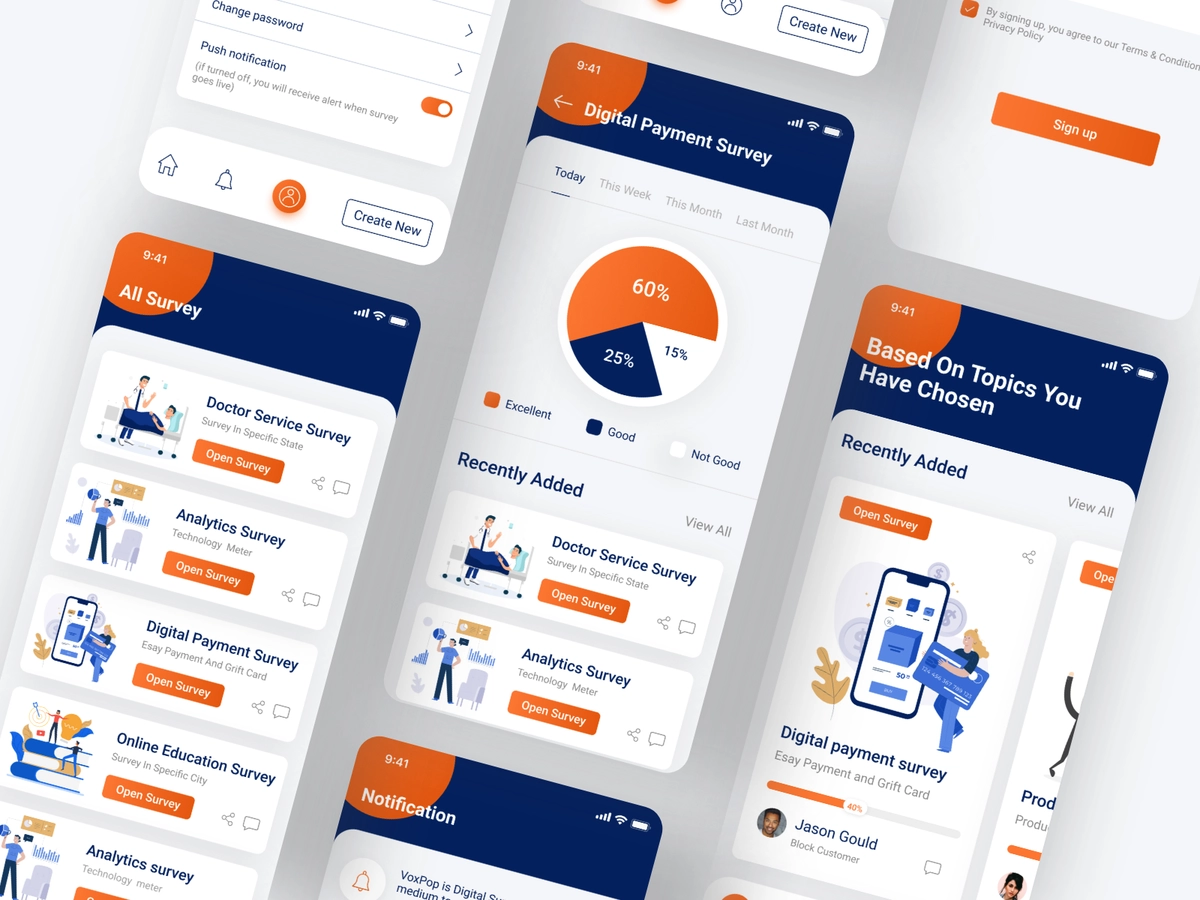 Change password
Push notification
(if turned off, you will receive alert when survey
goes live)
Create New
9:41
All Survey
Doctor Service Survey
Survey In Specific State
Open Survey
Analytics Survey
Technology Meter
Open Survey
Digital Payment Survey
Esay Payment And Grift Card
Open Survey
Online Education Survey
Survey In Specific City
Open Survey
Analytics survey
Technology meter
Open Survey
Create New
9:41
Digital Payment Survey
Today
This Week
This Month
Last Month
60%
25%
15%
Excellent
Good
Not Good
Recently Added
View All
Doctor Service Survey
Survey In Specific State
Open Survey
Analytics Survey
Technology Meter
Open Survey
9:41
Notification
VoxPop is Digital Su
medium to
By signing up, you agree to our Terms & Condition
Privacy Policy
Sign up
9:41
Based On Topics You
Have Chosen
Recently Added
View All
Open Survey
Digital payment survey
Esay Payment and Grift Card
40%
Jason Gould
Block Customer
Ope
Prod
Produ